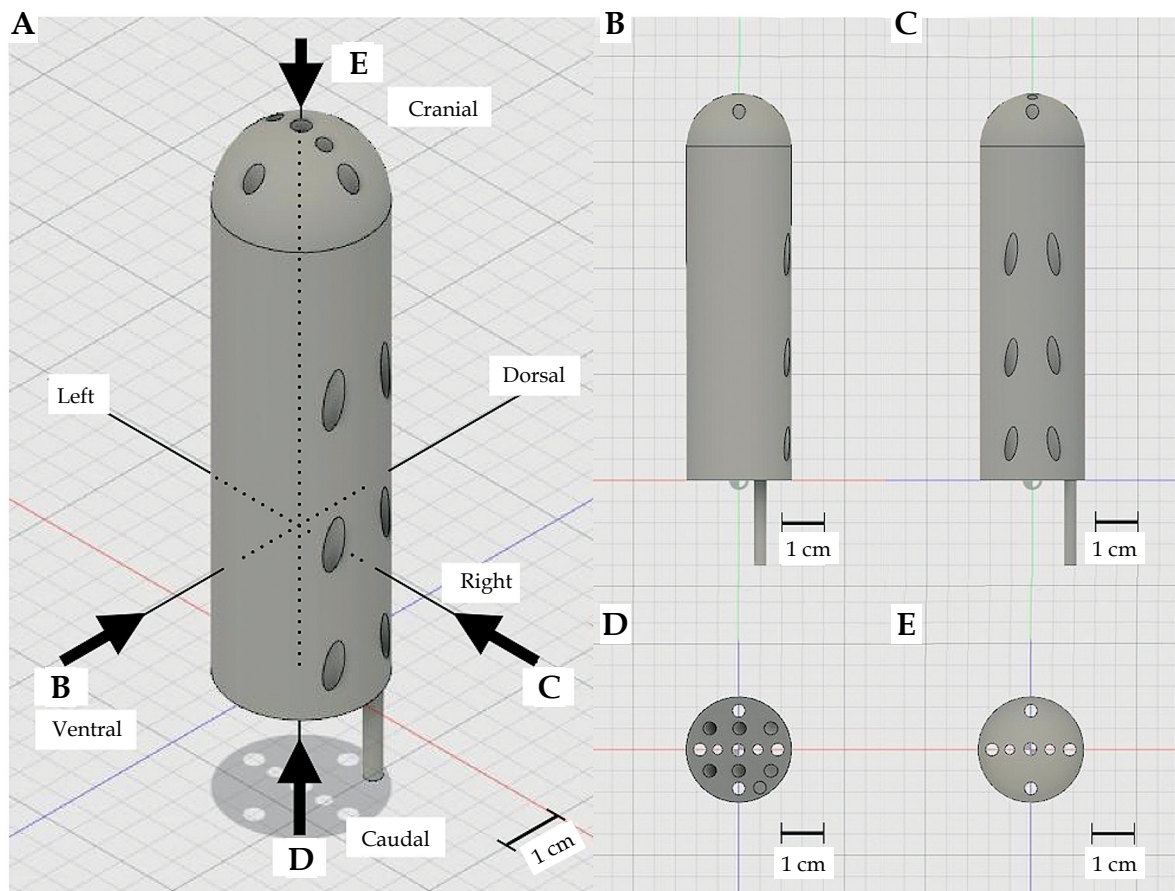 A
E
Cranial
Left
Dorsal
Right
B
Ventral
C
D
Caudal
1 cm
B
1 cm
C
1 cm
D
1 cm
E
1 cm